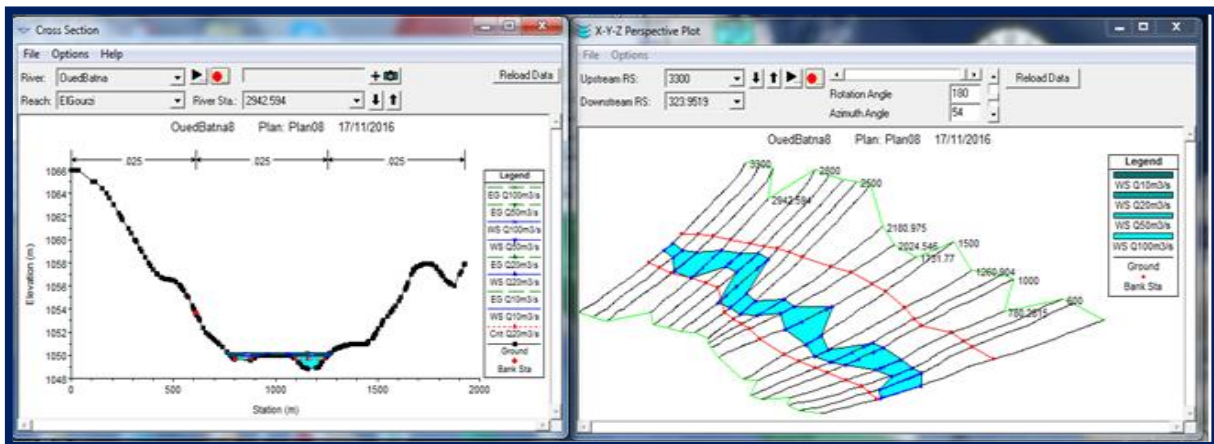 Cross Section
File Options Help
River: OuedBatna
Reload Data
Reach: ElGourzi River Sta.: 2942.594
OuedBatna8 Plan: Plan08 17/11/2016
.025 .025 .025
Legend
EG Q100m3/s
EG Q50m3/s
WS Q100m3/s
WS Q50m3/s
EG Q20m3/s
WS Q20m3/s
EG Q10m3/s
WS Q10m3/s
Crit Q20m3/s
Ground
Bank Sta
1066
1064
1062
1060
1058
1056
1054
1052
1050
1048
Elevation (m)
0 500 1000 1500 2000
Station (m)
X-Y-Z Perspective Plot
File Options
Upstream RS: 3300
Reload Data
Rotation Angle 180
Downstream RS: 323.9519
Azimuth Angle 54
OuedBatna8 Plan: Plan08 17/11/2016
Legend
WS Q10m3/s
WS Q20m3/s
WS Q50m3/s
WS Q100m3/s
Ground
Bank Sta
3300
2942.594
2800
2500
2180.975
2024.546
1731.77
1500
1260.904
1000
780.2815
600